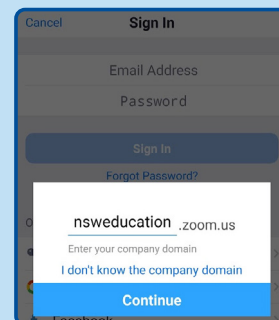 Cancel Sign In
Email Address
Password
Sign In
Forgot Password?
nsweducation .zoom.us
Enter your company domain
I don't know the company domain
Continue